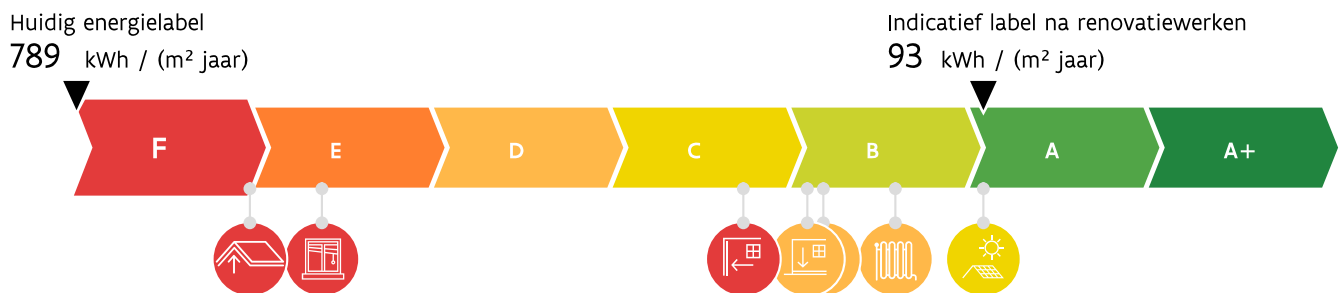 Huidig energielabel
789 kWh / (m² jaar)
Indicatief label na renovatiewerken
93 kWh / (m² jaar)
F E D C B A A+